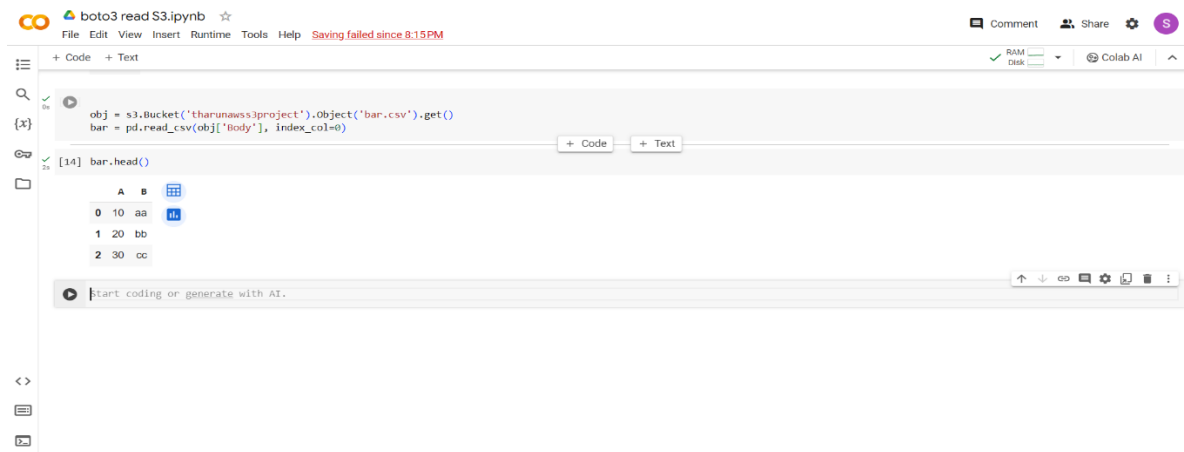 boto3 read S3.ipynb
File Edit View Insert Runtime Tools Help Saving failed since 8:15 PM
Comment Share S
+ Code + Text
RAM
Disk
Colab AI
0s
obj = s3.Bucket('tharunawss3project').Object('bar.csv').get()
bar = pd.read_csv(obj['Body'], index_col=0)
{x}
+ Code + Text
2s
[14] bar.head()
A B
0 10 aa
1 20 bb
2 30 cc
Start coding or generate with AI.